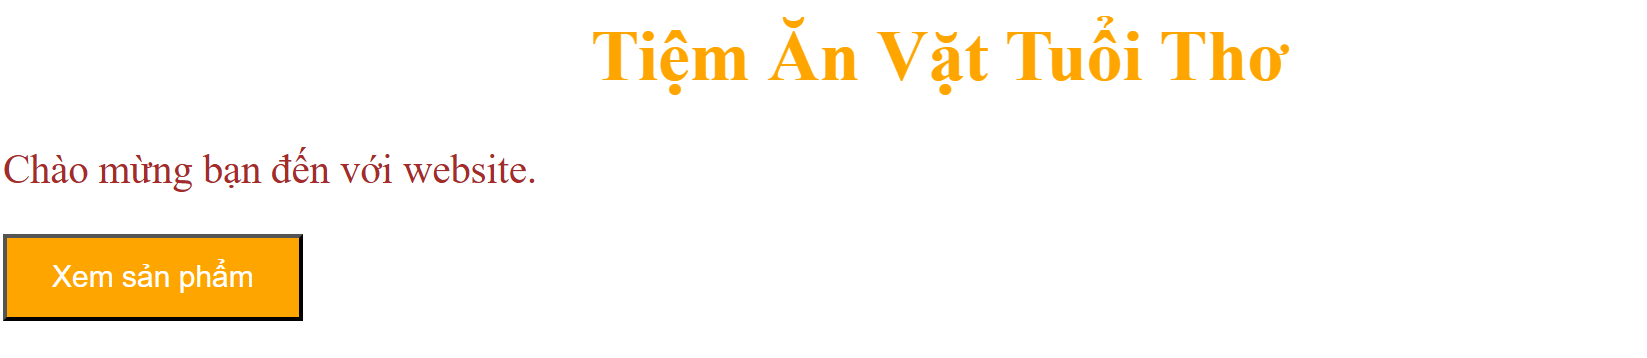 Tiệm Ăn Vặt Tuổi Thơ
Chào mừng bạn đến với website.
Xem sản phẩm